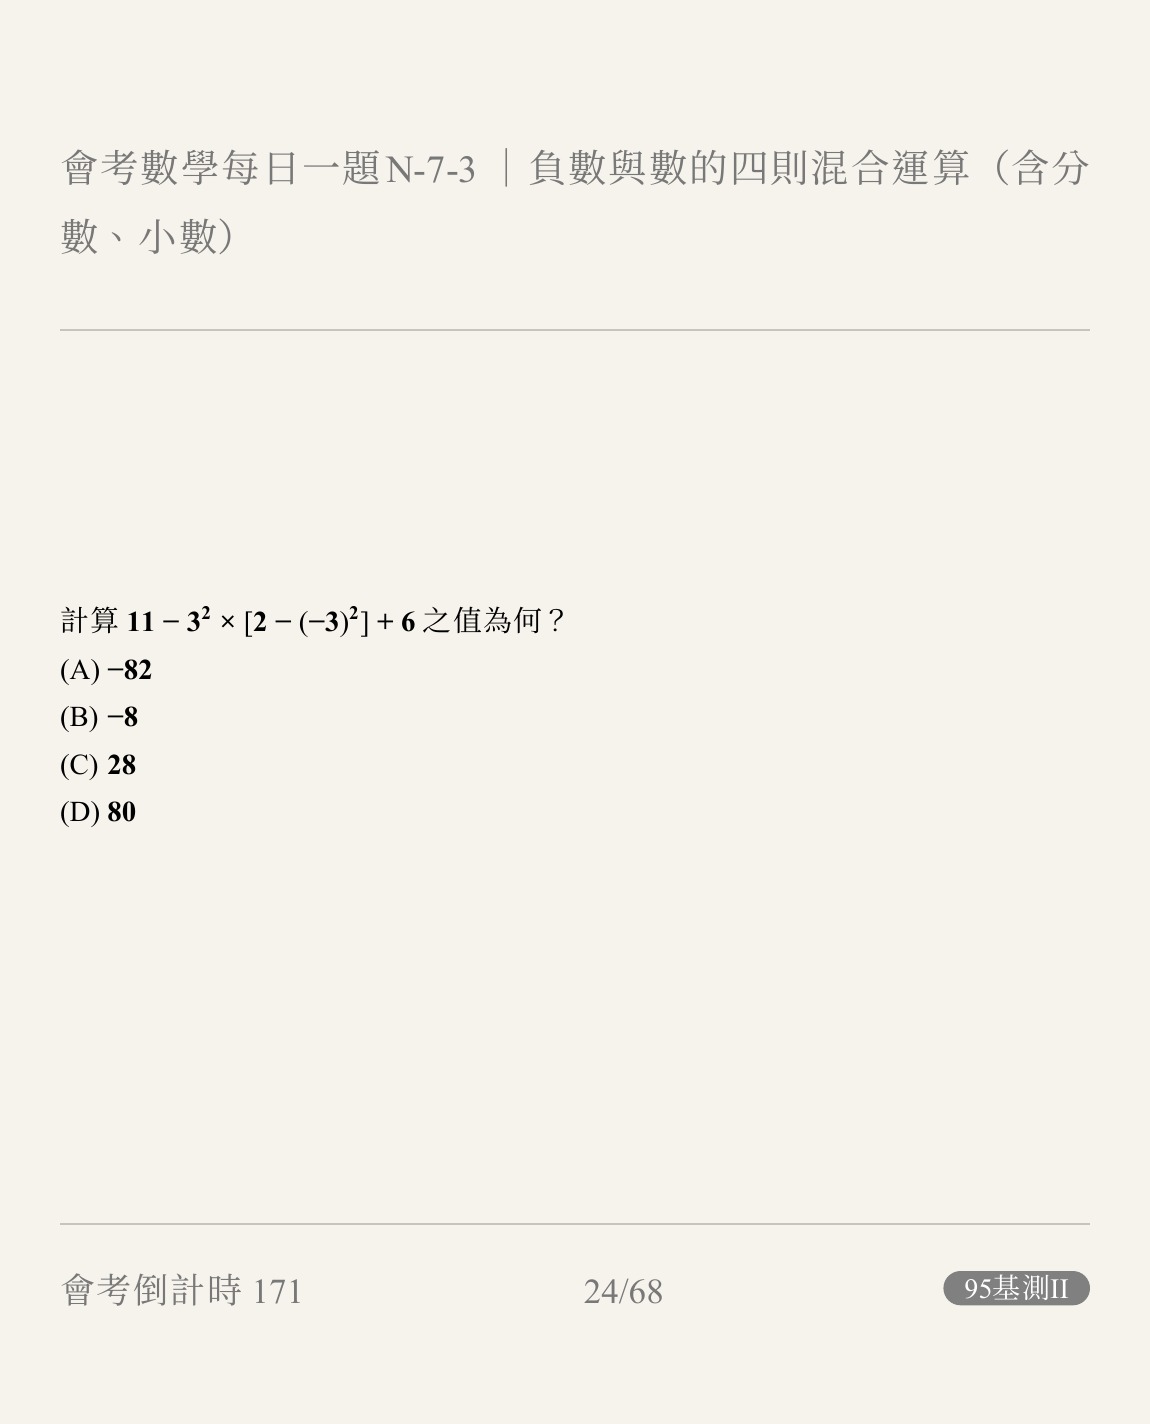 會考數學每日一題N-7-3 ｜負數與數的四則混合運算（含分
數、小數）
計算 11 − 3² × [2 − (−3)²] + 6 之值為何？
(A) −82
(B) −8
(C) 28
(D) 80
會考倒計時 171
24/68
95基測II